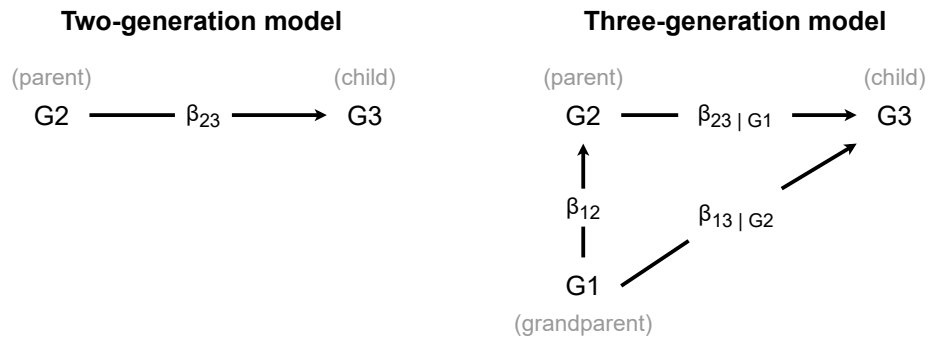 Two-generation model
(parent)
(child)
G2
β23
G3
Three-generation model
(parent)
(child)
G2
β23 | G1
G3
β12
β13 | G2
G1
(grandparent)